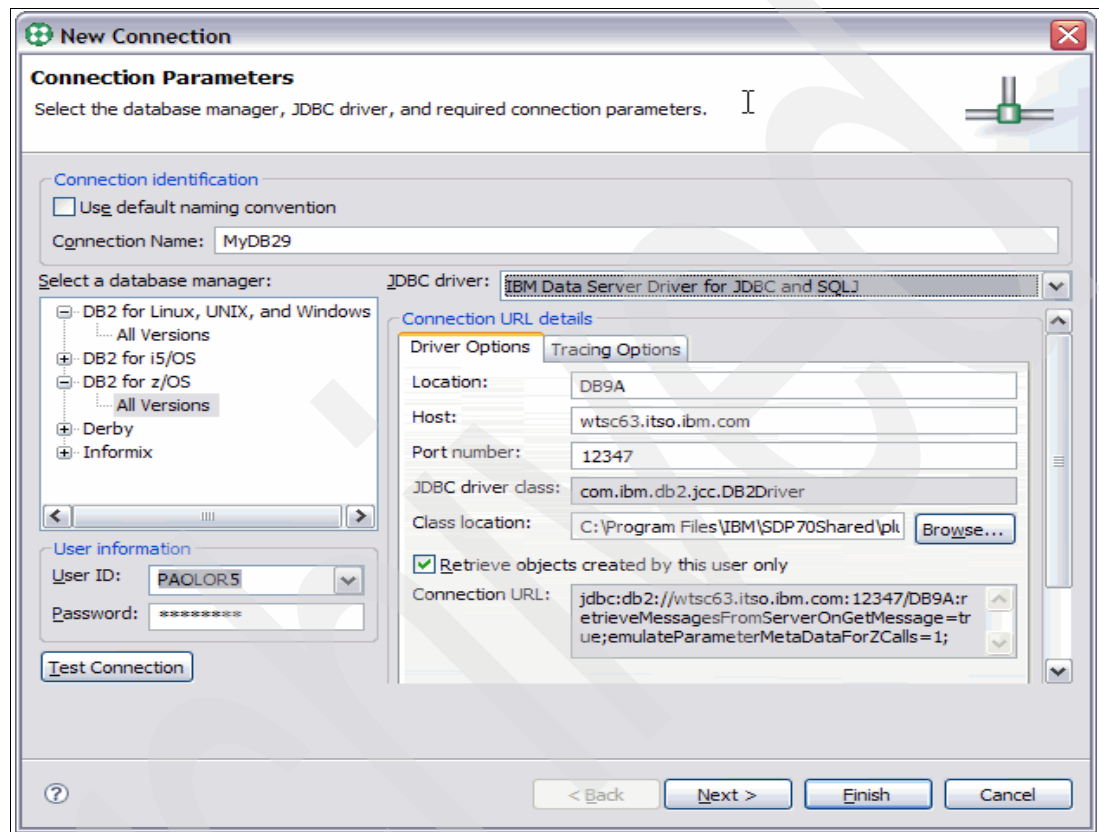 New Connection
Connection Parameters
Select the database manager, JDBC driver, and required connection parameters.
Connection identification
Use default naming convention
Connection Name: MyDB29
Select a database manager:
DB2 for Linux, UNIX, and Windows
All Versions
DB2 for i5/OS
DB2 for z/OS
All Versions
Derby
Informix
User information
User ID: PAOLOR5
Password: ********
Test Connection
JDBC driver: IBM Data Server Driver for JDBC and SQLJ
Connection URL details
Driver Options Tracing Options
Location: DB9A
Host: wtsc63.itso.ibm.com
Port number: 12347
JDBC driver class: com.ibm.db2.jcc.DB2Driver
Class location: C:\Program Files\IBM\SDP70Shared\plu Browse...
Retrieve objects created by this user only
Connection URL: jdbc:db2://wtsc63.itso.ibm.com:12347/DB9A:r
etrieveMessagesFromServerOnGetMessage=tr
ue;emulateParameterMetaDataForZCalls=1;
? < Back Next > Finish Cancel